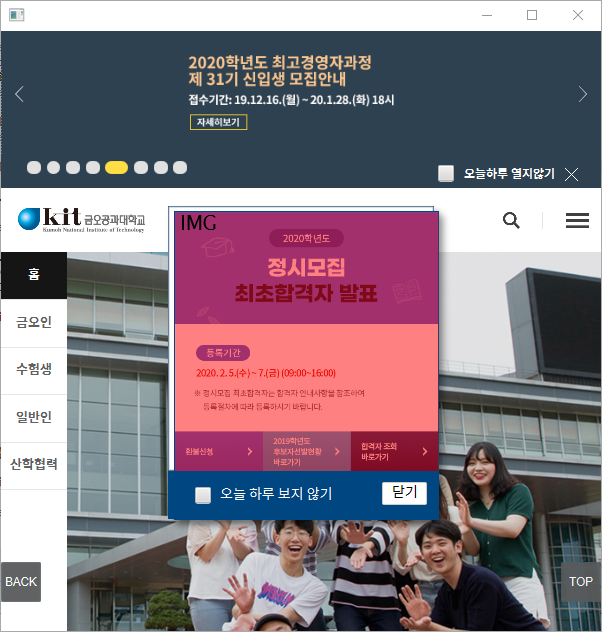 2020학년도 최고경영자과정
제 31기 신입생 모집안내
접수기간: 19.12.16.(월) ~ 20.1.28.(화) 18시
자세히보기
오늘하루 열지않기
kit 금오공과대학교
Kumoh National Institute of Technology
IMG
2020학년도
정시모집
최초합격자 발표
등록기간
2020. 2. 5.(수) ~ 7.(금) (09:00~16:00)
※ 정시모집 최초합격자는 합격자 안내사항을 참조하여
등록절차에 따라 등록하시기 바랍니다.
환불신청
2019학년도
후보자선발현황
바로가기
합격자 조회
바로가기
오늘 하루 보지 않기
닫기
홈
금오인
수험생
일반인
산학협력
BACK
TOP